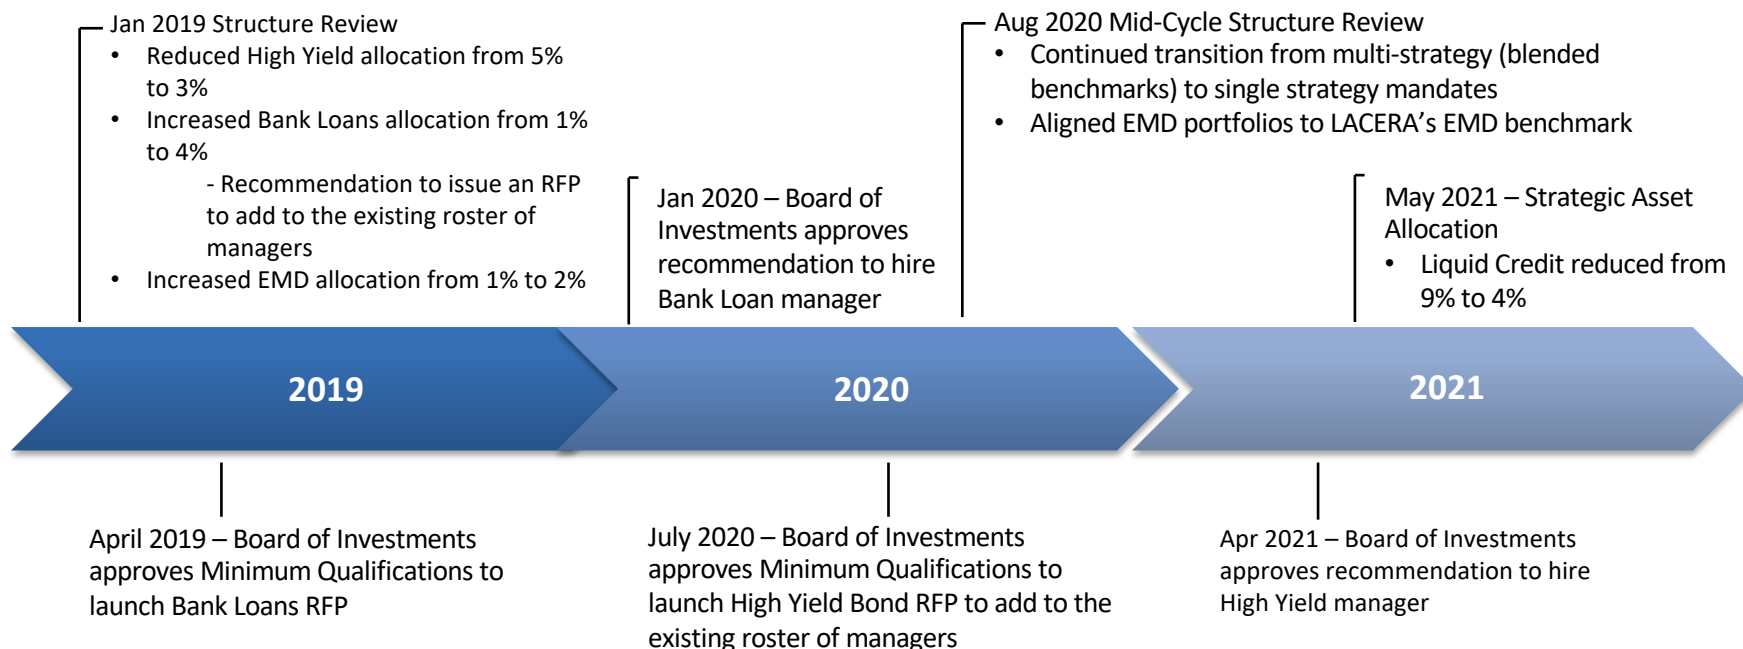 Jan 2019 Structure Review
• Reduced High Yield allocation from 5%
to 3%
• Increased Bank Loans allocation from 1%
to 4%
- Recommendation to issue an RFP
to add to the existing roster of
managers
• Increased EMD allocation from 1% to 2%
Jan 2020 – Board of
Investments approves
recommendation to hire
Bank Loan manager
Aug 2020 Mid-Cycle Structure Review
• Continued transition from multi-strategy (blended
benchmarks) to single strategy mandates
• Aligned EMD portfolios to LACERA’s EMD benchmark
May 2021 – Strategic Asset
Allocation
• Liquid Credit reduced from
9% to 4%
2019
2020
2021
April 2019 – Board of Investments
approves Minimum Qualifications to
launch Bank Loans RFP
July 2020 – Board of Investments
approves Minimum Qualifications to
launch High Yield Bond RFP to add to the
existing roster of managers
Apr 2021 – Board of Investments
approves recommendation to hire
High Yield manager